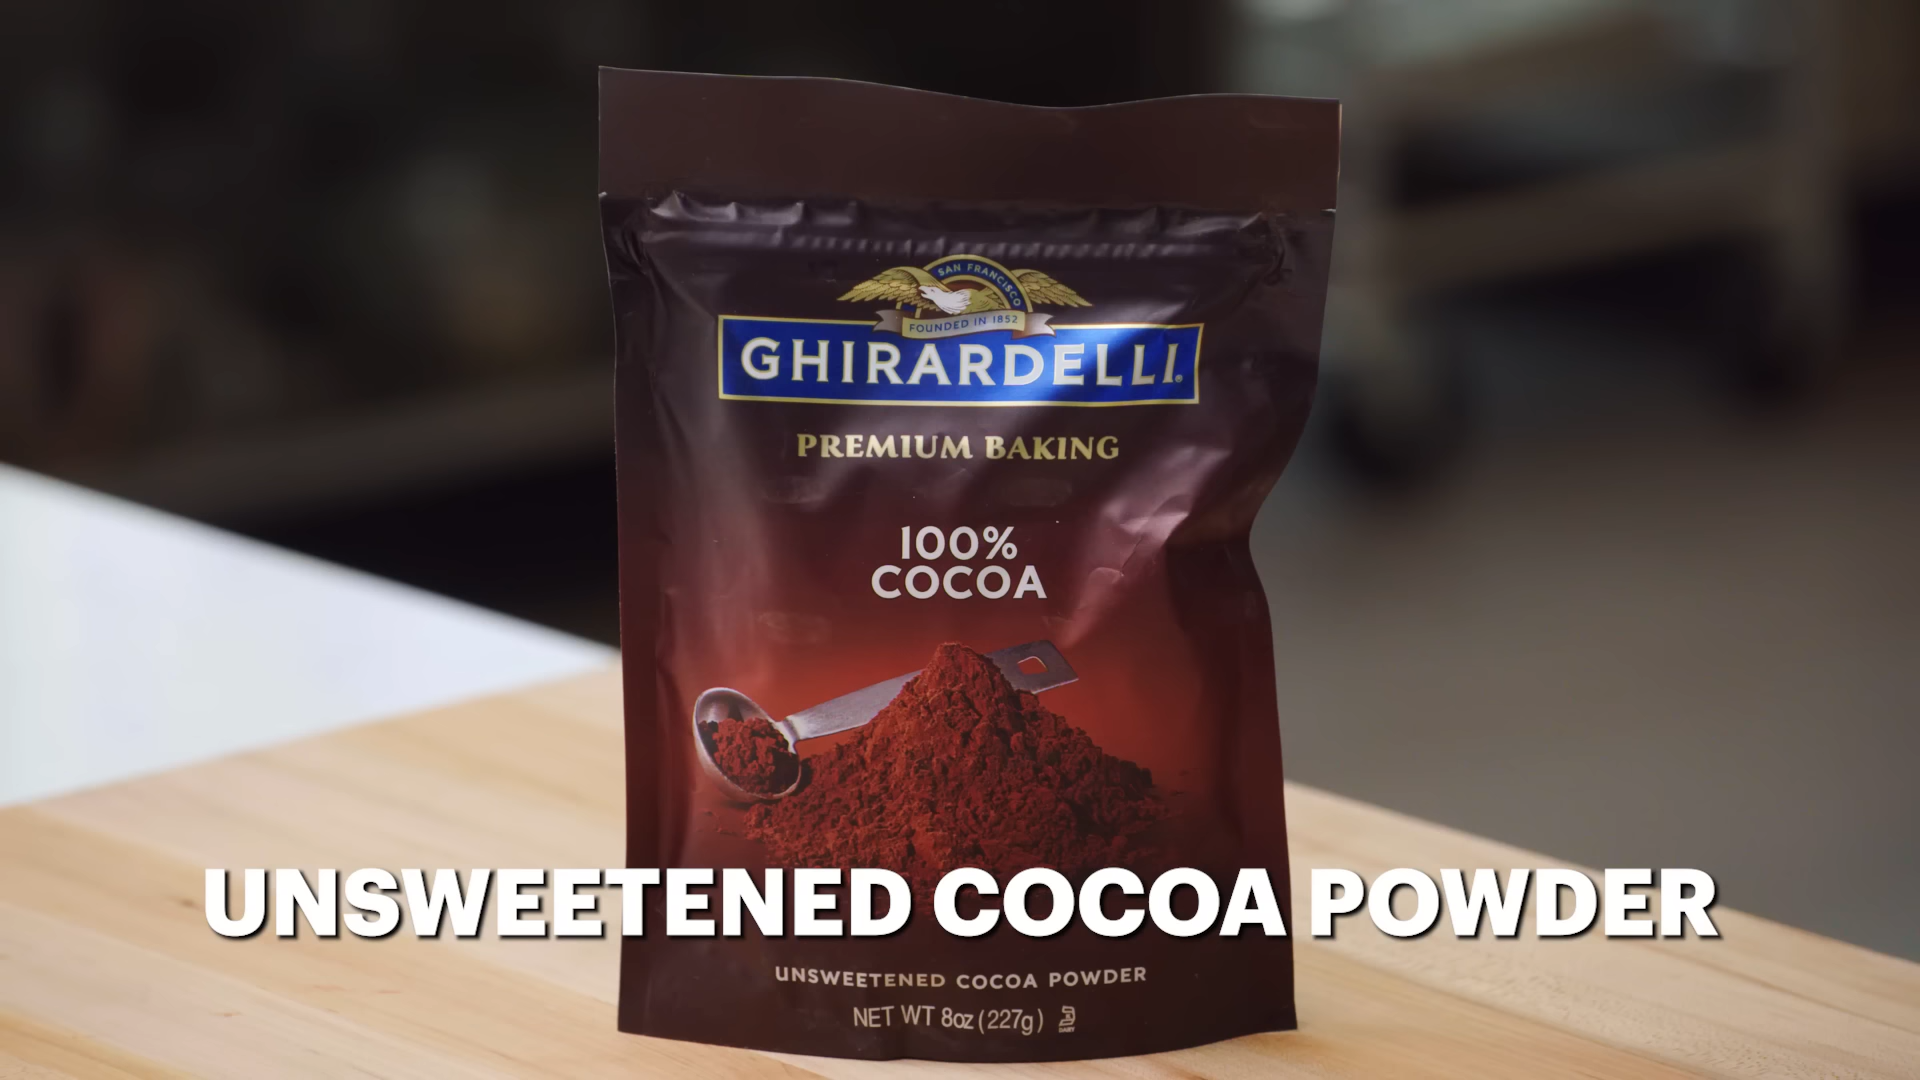 SAN FRANCISCO
FOUNDED IN 1852
GHIRARDELLI®
PREMIUM BAKING
100%
COCOA
UNSWEETENED COCOA POWDER
UNSWEETENED COCOA POWDER
NET WT 8oz (227g)
DAIRY